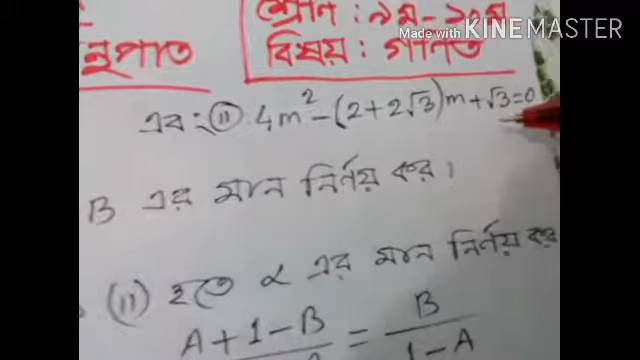 শ্রেণি : ৯ম - ১০ম
বিষয় : গণিত
Made with KINEMASTER
এবং (ii) 4m² - (2+2√3)m+√3=0
B এর মান নির্ণয় কর।
(ii) হতে ∝ এর মান নির্ণয় কর
A+1-B = B
1-A